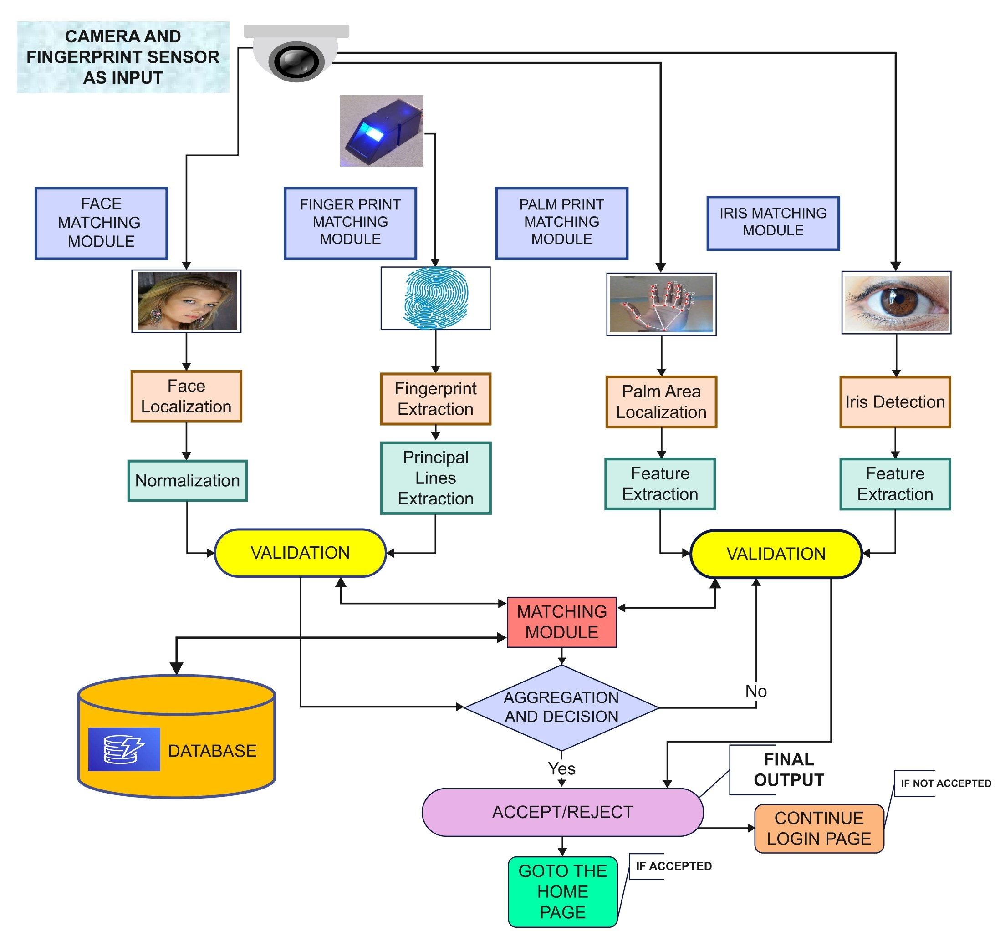 CAMERA AND
FINGERPRINT SENSOR
AS INPUT
FACE
MATCHING
MODULE
FINGER PRINT
MATCHING
MODULE
PALM PRINT
MATCHING
MODULE
IRIS MATCHING
MODULE
Face
Localization
Fingerprint
Extraction
Palm Area
Localization
Iris Detection
Normalization
Principal
Lines
Extraction
Feature
Extraction
Feature
Extraction
VALIDATION
VALIDATION
MATCHING
MODULE
AGGREGATION
AND DECISION
No
DATABASE
Yes
FINAL
OUTPUT
IF NOT ACCEPTED
ACCEPT/REJECT
CONTINUE
LOGIN PAGE
IF ACCEPTED
GOTO THE
HOME
PAGE